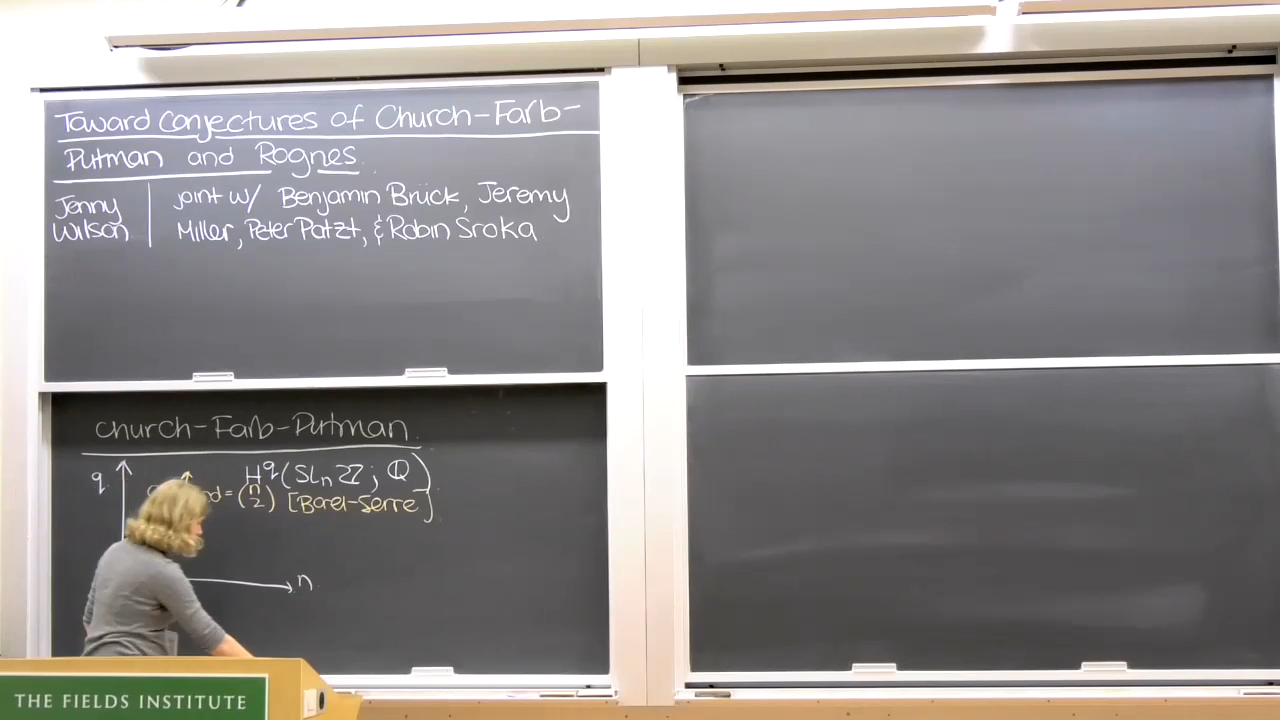 Toward Conjectures of Church-Farb-
Putman and Rognes.
Jenny
Wilson
joint w/ Benjamin Brück, Jeremy
Miller, Peter Patzt, & Robin Sroka
Church-Farb-Putman.
q
H^q(SL_n ℤ; ℚ)
= (n 2) [Borel-Serre]
n
THE FIELDS INSTITUTE